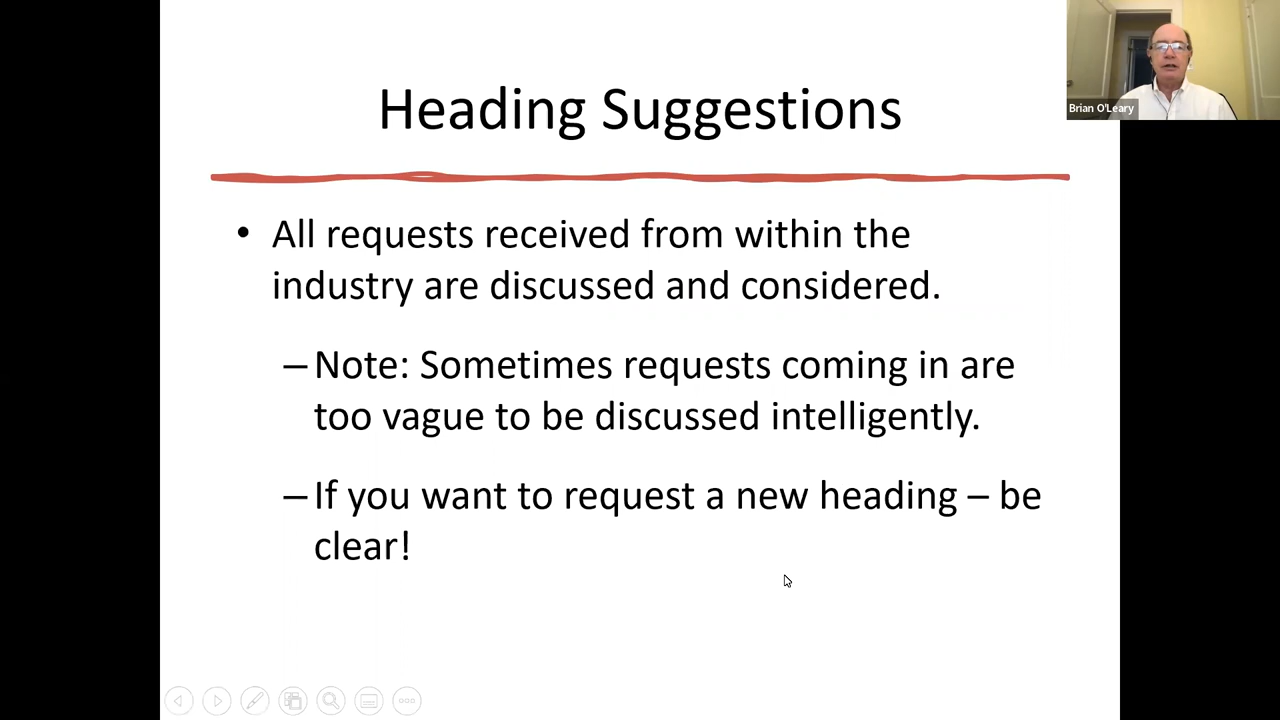 Heading Suggestions
Brian O'Leary
• All requests received from within the
industry are discussed and considered.
– Note: Sometimes requests coming in are
too vague to be discussed intelligently.
– If you want to request a new heading – be
clear!